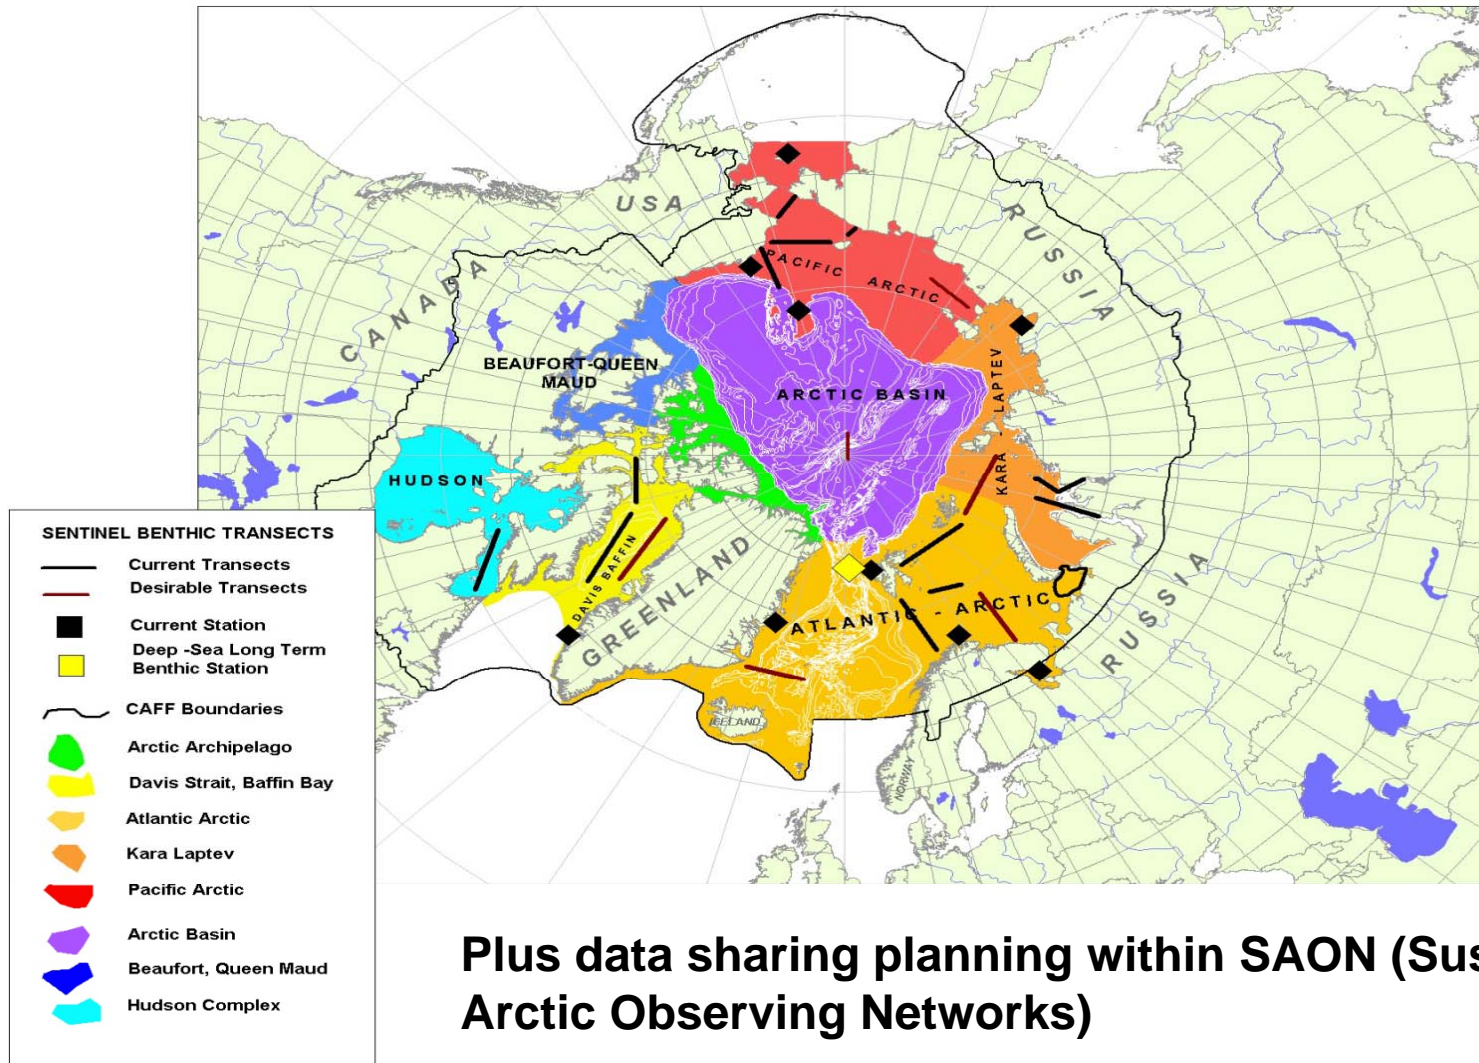 USA
RUSSIA
CANADA
PACIFIC ARCTIC
BEAUFORT-QUEEN
MAUD
ARCTIC BASIN
KARA - LAPTEV
HUDSON
DAVIS BAFFIN
GREENLAND
ATLANTIC - ARCTIC
RUSSIA
ICELAND
NORWAY
SENTINEL BENTHIC TRANSECTS
Current Transects
Desirable Transects
Current Station
Deep -Sea Long Term
Benthic Station
CAFF Boundaries
Arctic Archipelago
Davis Strait, Baffin Bay
Atlantic Arctic
Kara Laptev
Pacific Arctic
Arctic Basin
Beaufort, Queen Maud
Hudson Complex
Plus data sharing planning within SAON (Sus
Arctic Observing Networks)